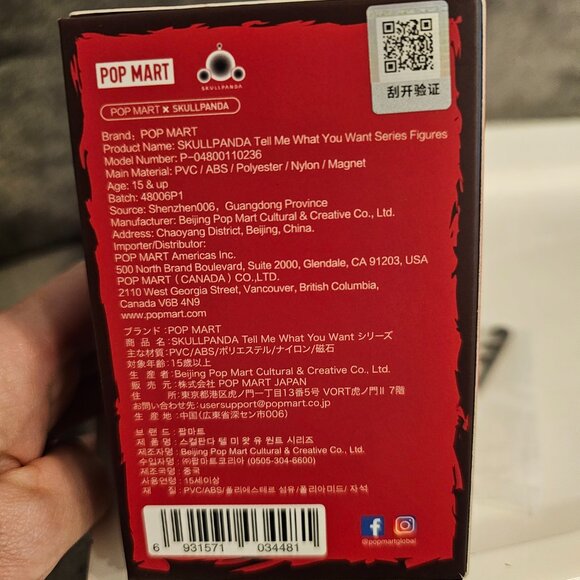 POP MART
SKULLPANDA
刮开验证
POP MART × SKULLPANDA
Brand: POP MART
Product Name: SKULLPANDA Tell Me What You Want Series Figures
Model Number: P-04800110236
Main Material: PVC / ABS / Polyester / Nylon / Magnet
Age: 15 & up
Batch: 48006P1
Source: Shenzhen006, Guangdong Province
Manufacturer: Beijing Pop Mart Cultural & Creative Co., Ltd.
Address: Chaoyang District, Beijing, China.
Importer/Distributor:
POP MART Americas Inc.
500 North Brand Boulevard, Suite 2000, Glendale, CA 91203, USA
POP MART (CANADA) CO.,LTD.
2110 West Georgia Street, Vancouver, British Columbia,
Canada V6B 4N9
www.popmart.com
ブランド:POP MART
商 品 名:SKULLPANDA Tell Me What You Want シリーズ
主な材質:PVC/ABS/ポリエステル/ナイロン/磁石
対象年齢:15歳以上
生 産 者:Beijing Pop Mart Cultural & Creative Co., Ltd.
販 売 元:株式会社 POP MART JAPAN
住 所:東京都港区虎ノ門一丁目13番5号 VORT虎ノ門Ⅱ 7階
お問い合わせ先:usersupport@popmart.co.jp
生 産 地:中国(広東省深セン市006)
브 랜 드:팝마트
제 품 명:스컬판다 텔 미 왓 유 원트 시리즈
제조자명:Beijing Pop Mart Cultural & Creative Co., Ltd.
수입자명:㈜팝마트코리아 (0505-304-6600)
제조국명:중국
사용연령:15세이상
재 질:PVC/ABS/폴리에스테르 섬유/폴리아미드/ 자석
6 931571 034481
@popmartglobal